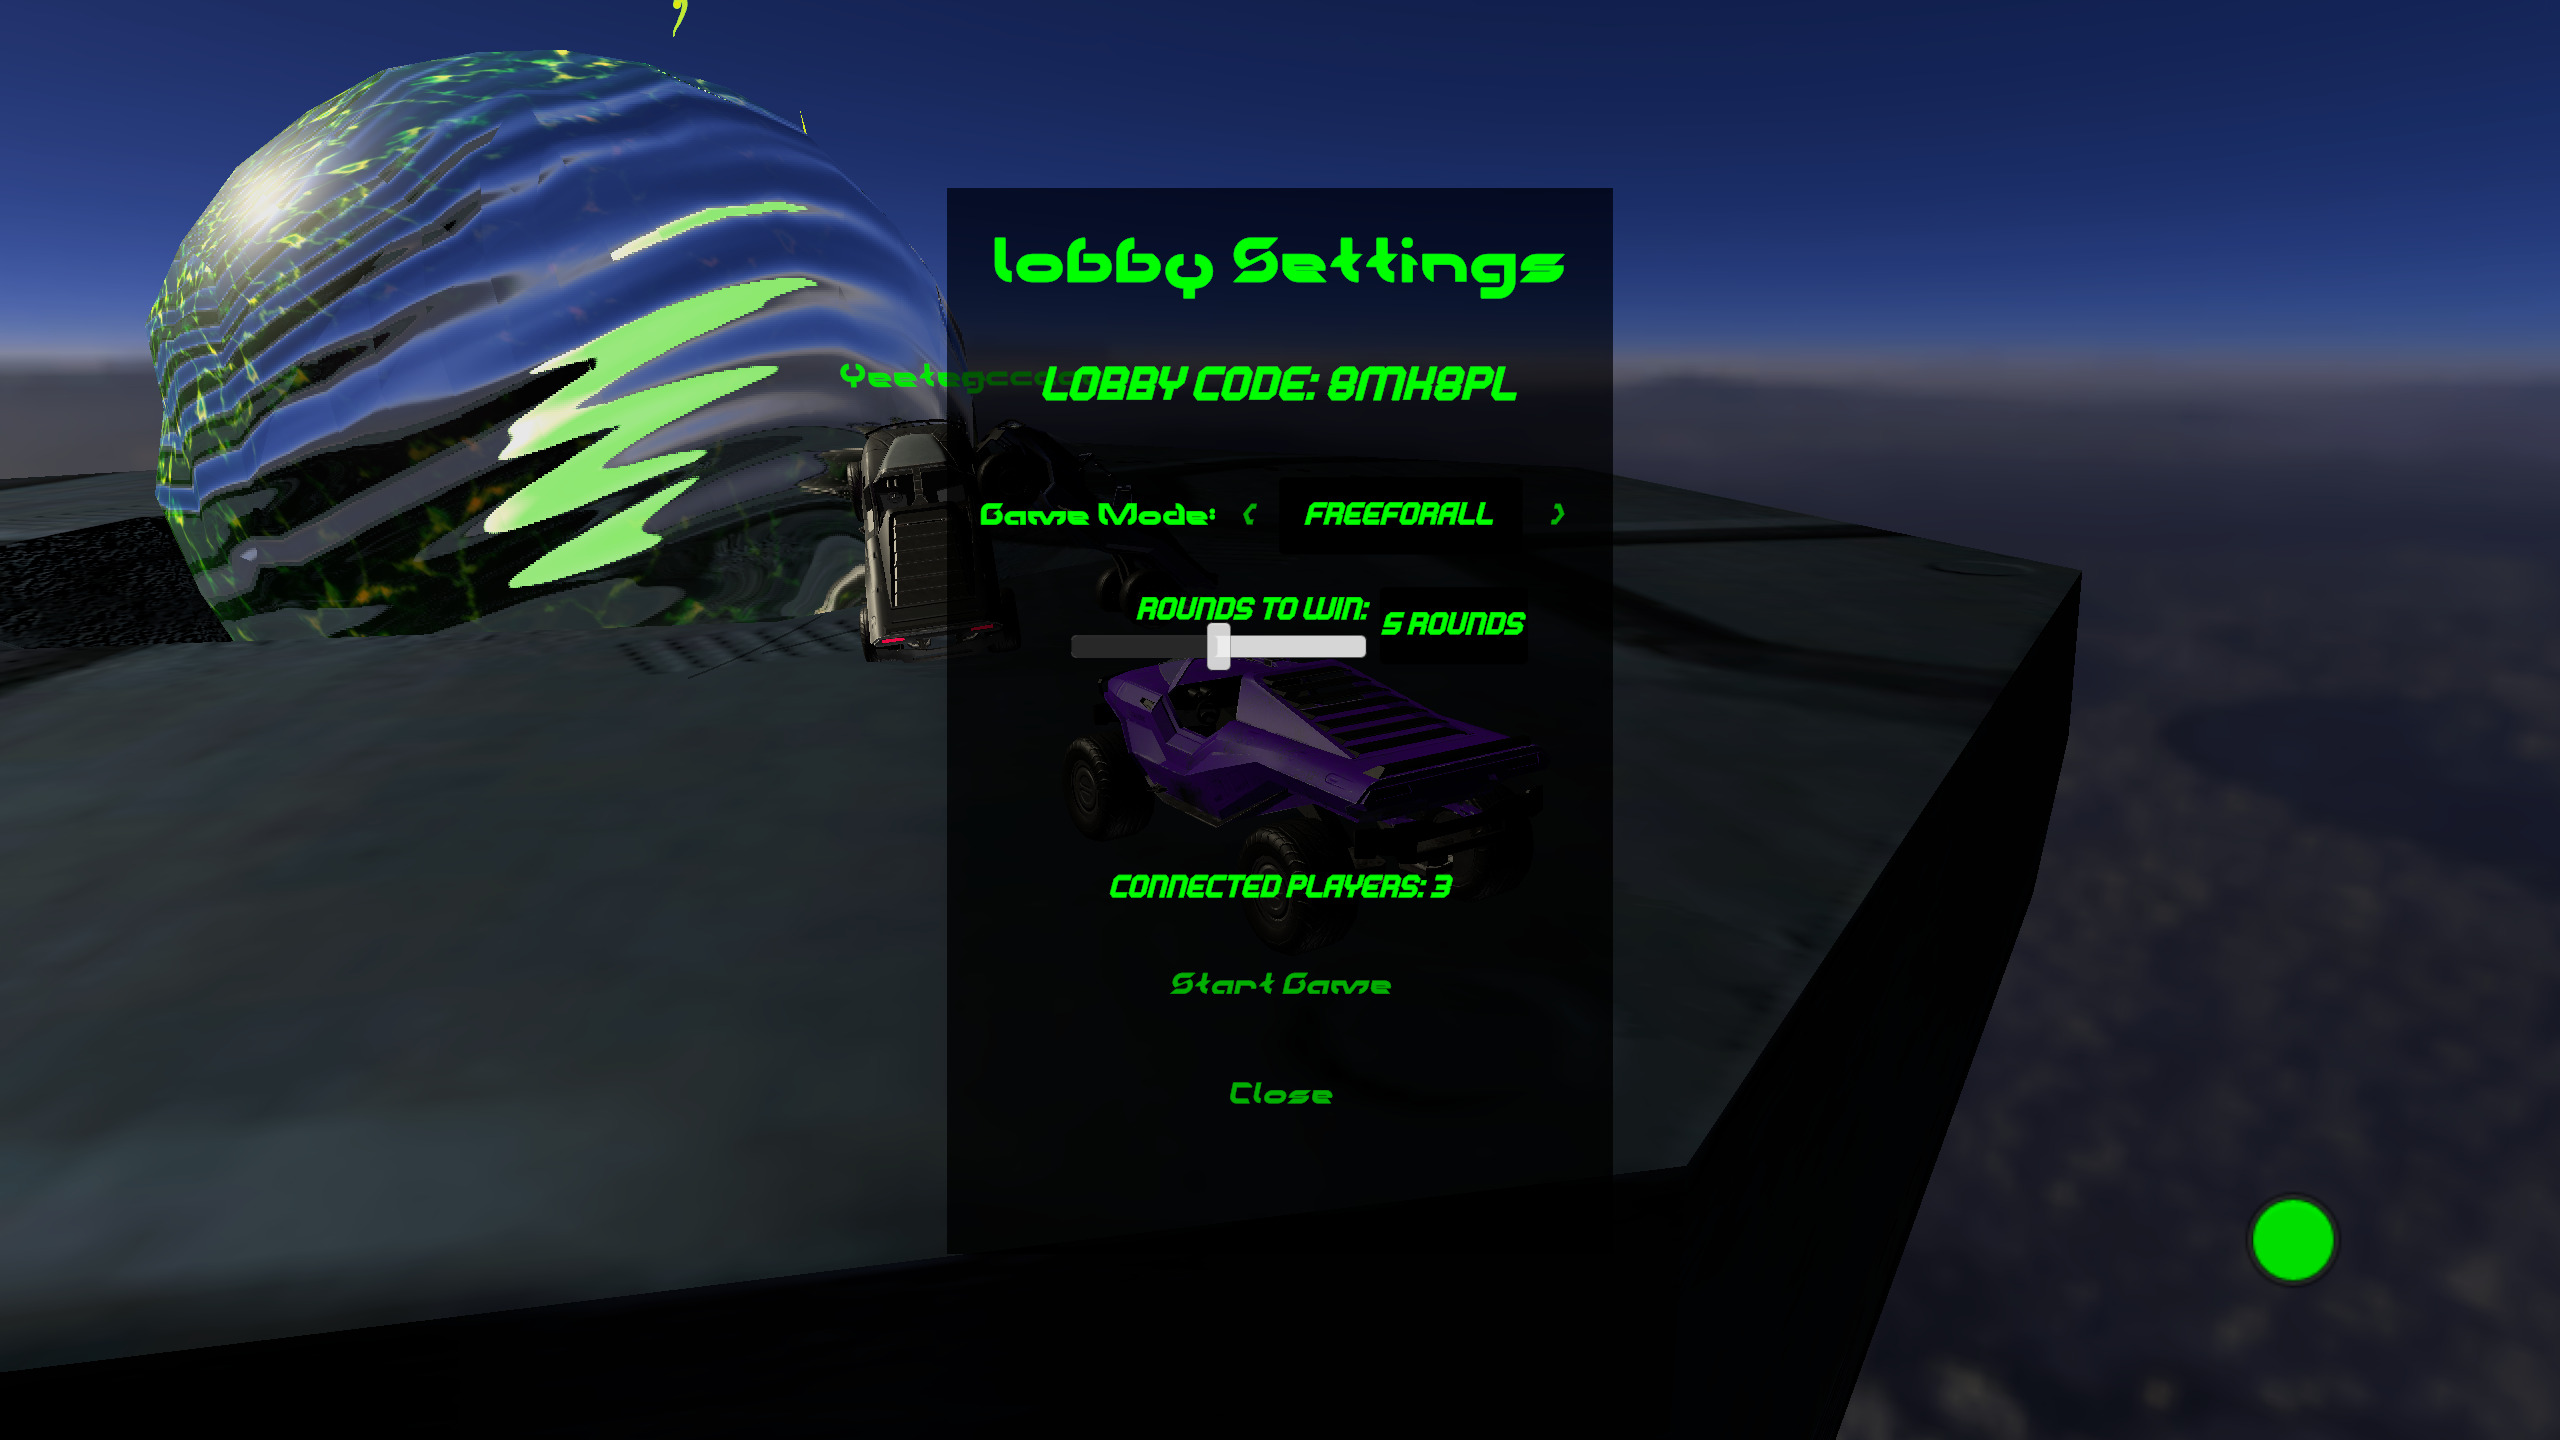 Lobby Settings
LOBBY CODE: 8MH8PL
Game Mode: < FREEFORALL >
ROUNDS TO WIN: 5 ROUNDS
CONNECTED PLAYERS: 3
Start Game
Close